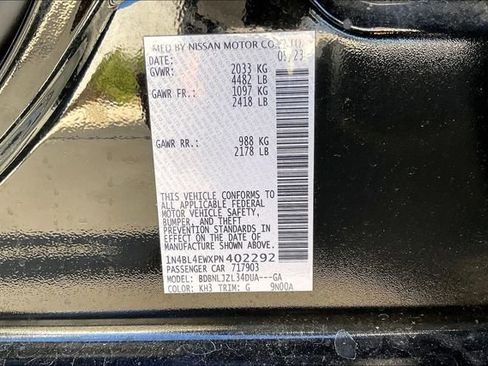 MFD BY NISSAN MOTOR CO., LTD.
DATE: 05/23
GVWR: 2033 KG
4482 LB
GAWR FR.: 1097 KG
2418 LB
GAWR RR.: 988 KG
2178 LB
THIS VEHICLE CONFORMS TO
ALL APPLICABLE FEDERAL
MOTOR VEHICLE SAFETY,
BUMPER, AND THEFT
PREVENTION STANDARDS IN
EFFECT ON THE DATE OF
MANUFACTURE SHOWN ABOVE.
1N4BL4EWXPN402292
PASSENGER CAR 717903
MODEL: BDBNLJZL34DUA---GA
COLOR: KH3 TRIM: G 9N00A